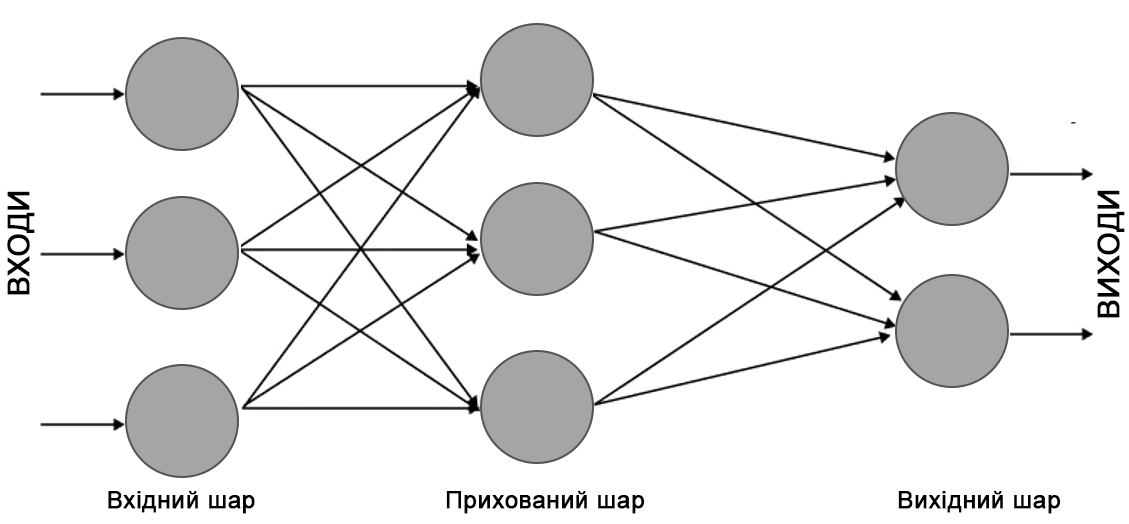 ВХОДИ
ВИХОДИ
Вхідний шар
Прихований шар
Вихідний шар